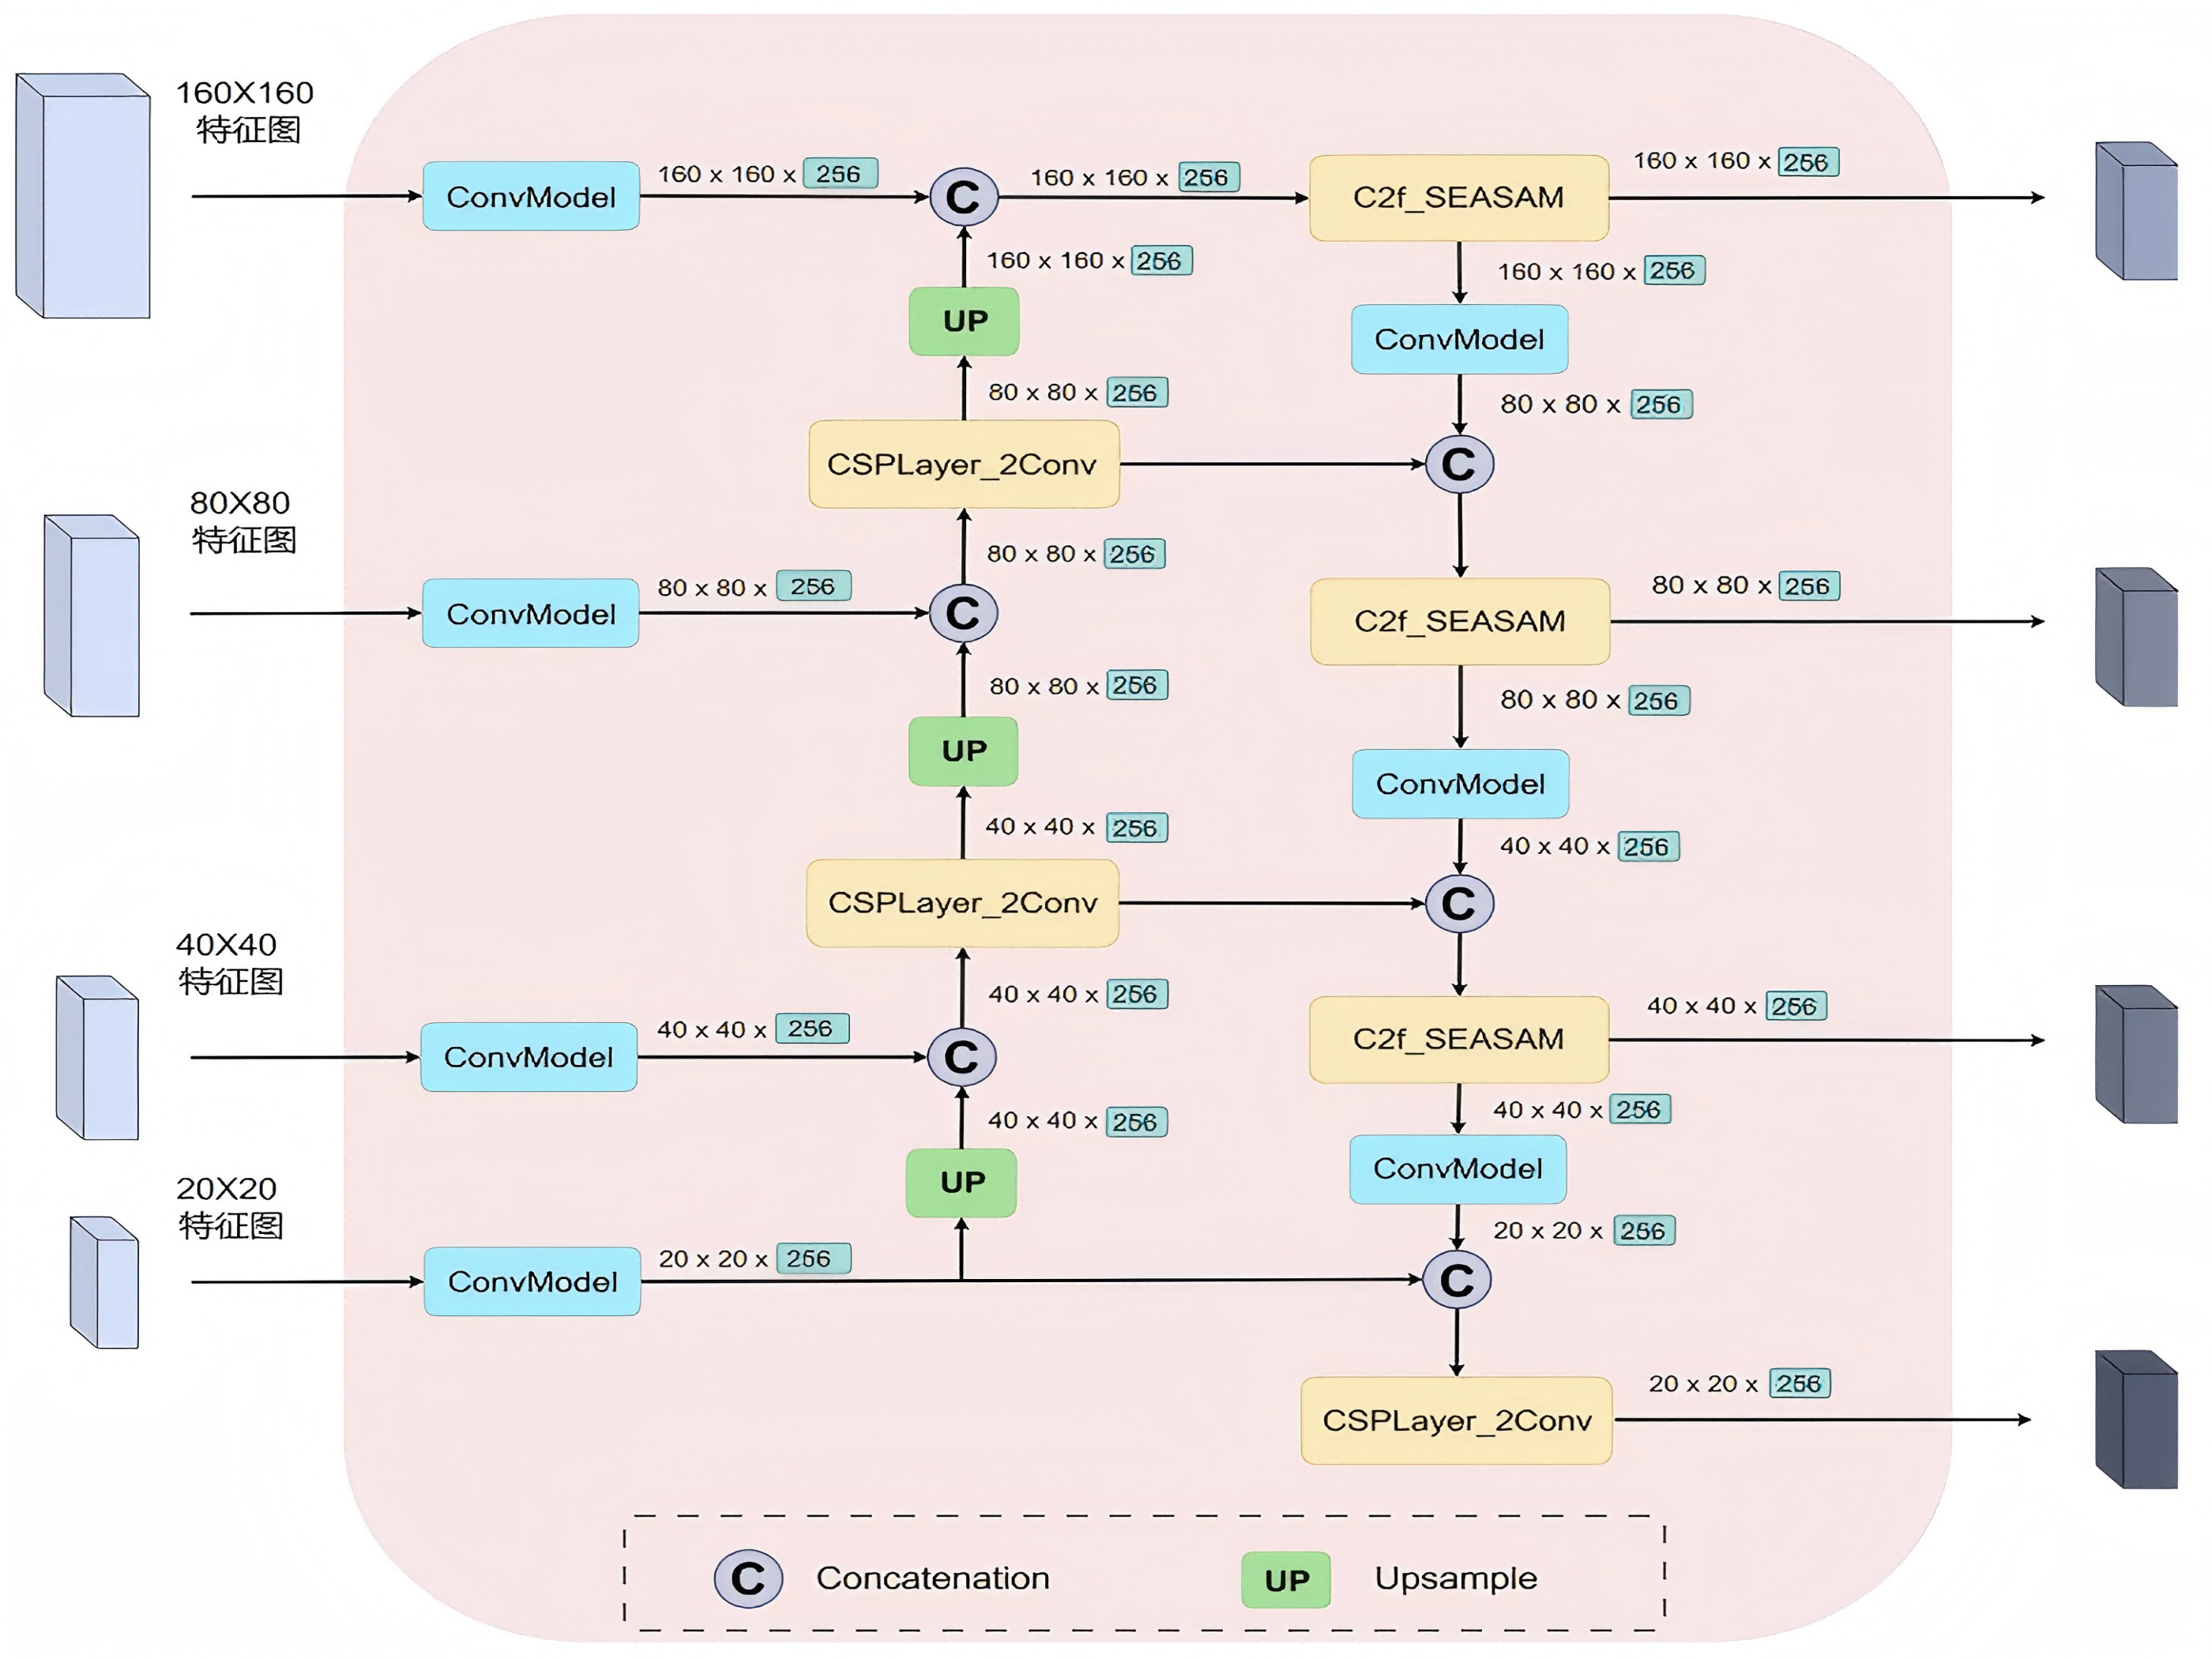 160X160
特征图
ConvModel
160 x 160 x 256
C
160 x 160 x 256
C2f_SEASAM
160 x 160 x 256
160 x 160 x 256
160 x 160 x 256
UP
ConvModel
80 x 80 x 256
80 x 80 x 256
CSPLayer_2Conv
C
80X80
特征图
80 x 80 x 256
ConvModel
80 x 80 x 256
C
C2f_SEASAM
80 x 80 x 256
80 x 80 x 256
80 x 80 x 256
UP
ConvModel
40 x 40 x 256
40 x 40 x 256
CSPLayer_2Conv
C
40X40
特征图
40 x 40 x 256
ConvModel
40 x 40 x 256
C
C2f_SEASAM
40 x 40 x 256
40 x 40 x 256
40 x 40 x 256
UP
ConvModel
20X20
特征图
20 x 20 x 256
ConvModel
20 x 20 x 256
C
CSPLayer_2Conv
20 x 20 x 256
C Concatenation
UP Upsample